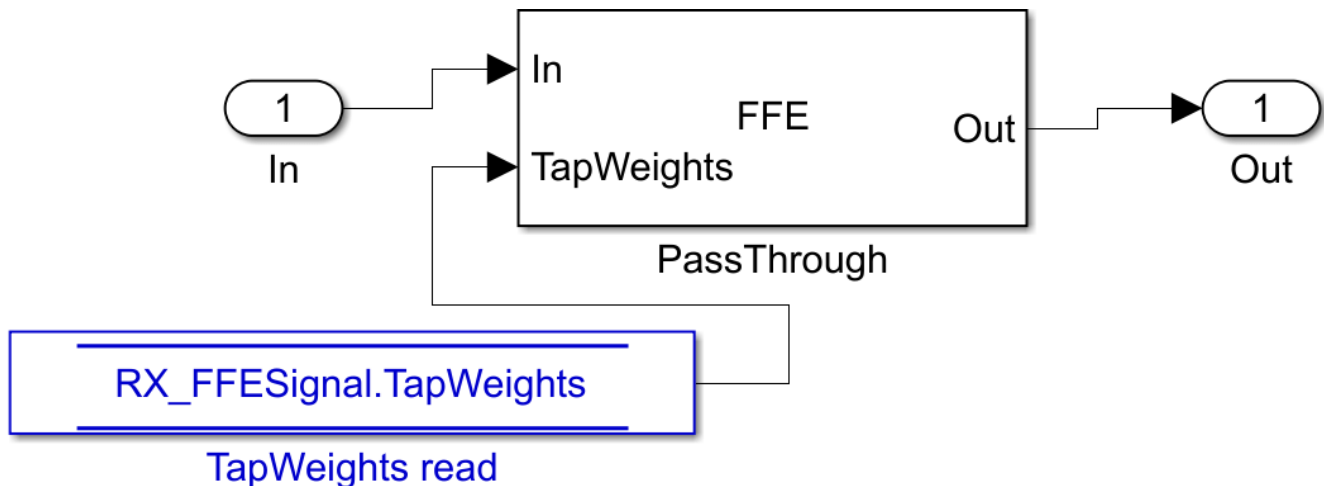 1
In
In
TapWeights
FFE
Out
PassThrough
1
Out
RX_FFESignal.TapWeights
TapWeights read